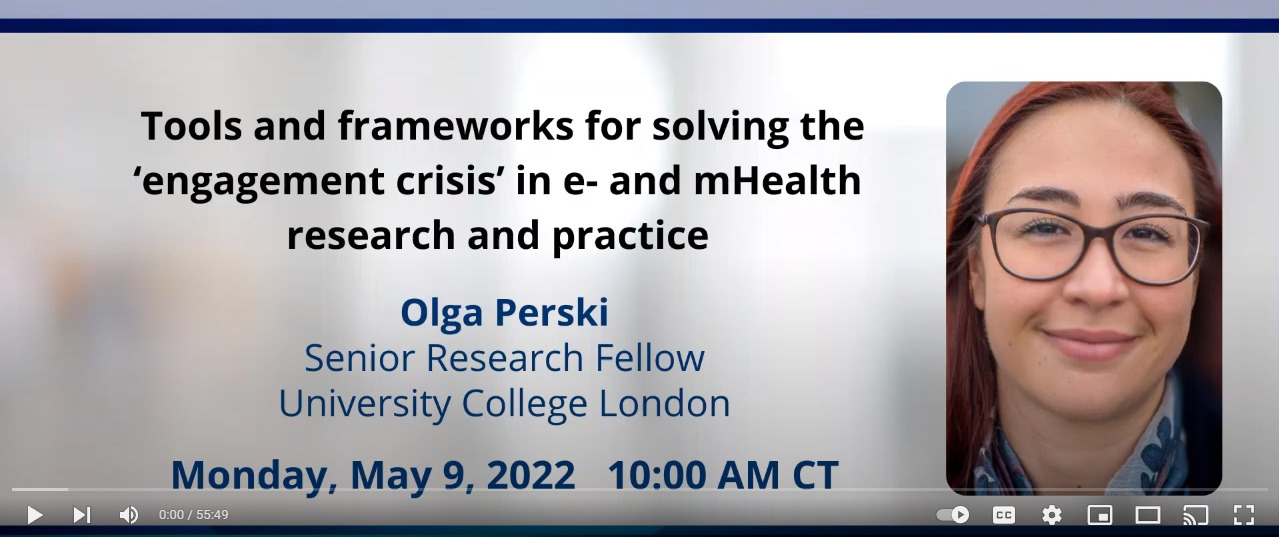 Tools and frameworks for solving the
‘engagement crisis’ in e- and mHealth
research and practice
Olga Perski
Senior Research Fellow
University College London
Monday, May 9, 2022 10:00 AM CT
0:00 / 55:49
CC